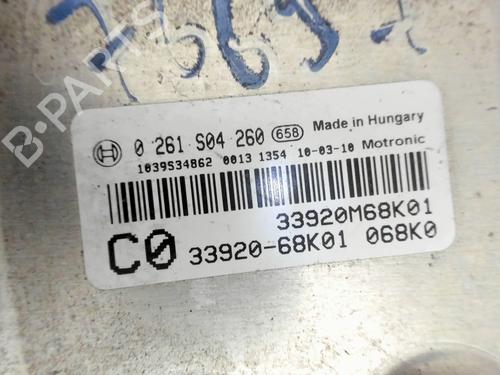 B-PARTS
0 261 S04 260 658 Made in Hungary
1039S34862 0013 1354 10-03-10 Motronic
33920M68K01
C0 33920-68K01 068K0